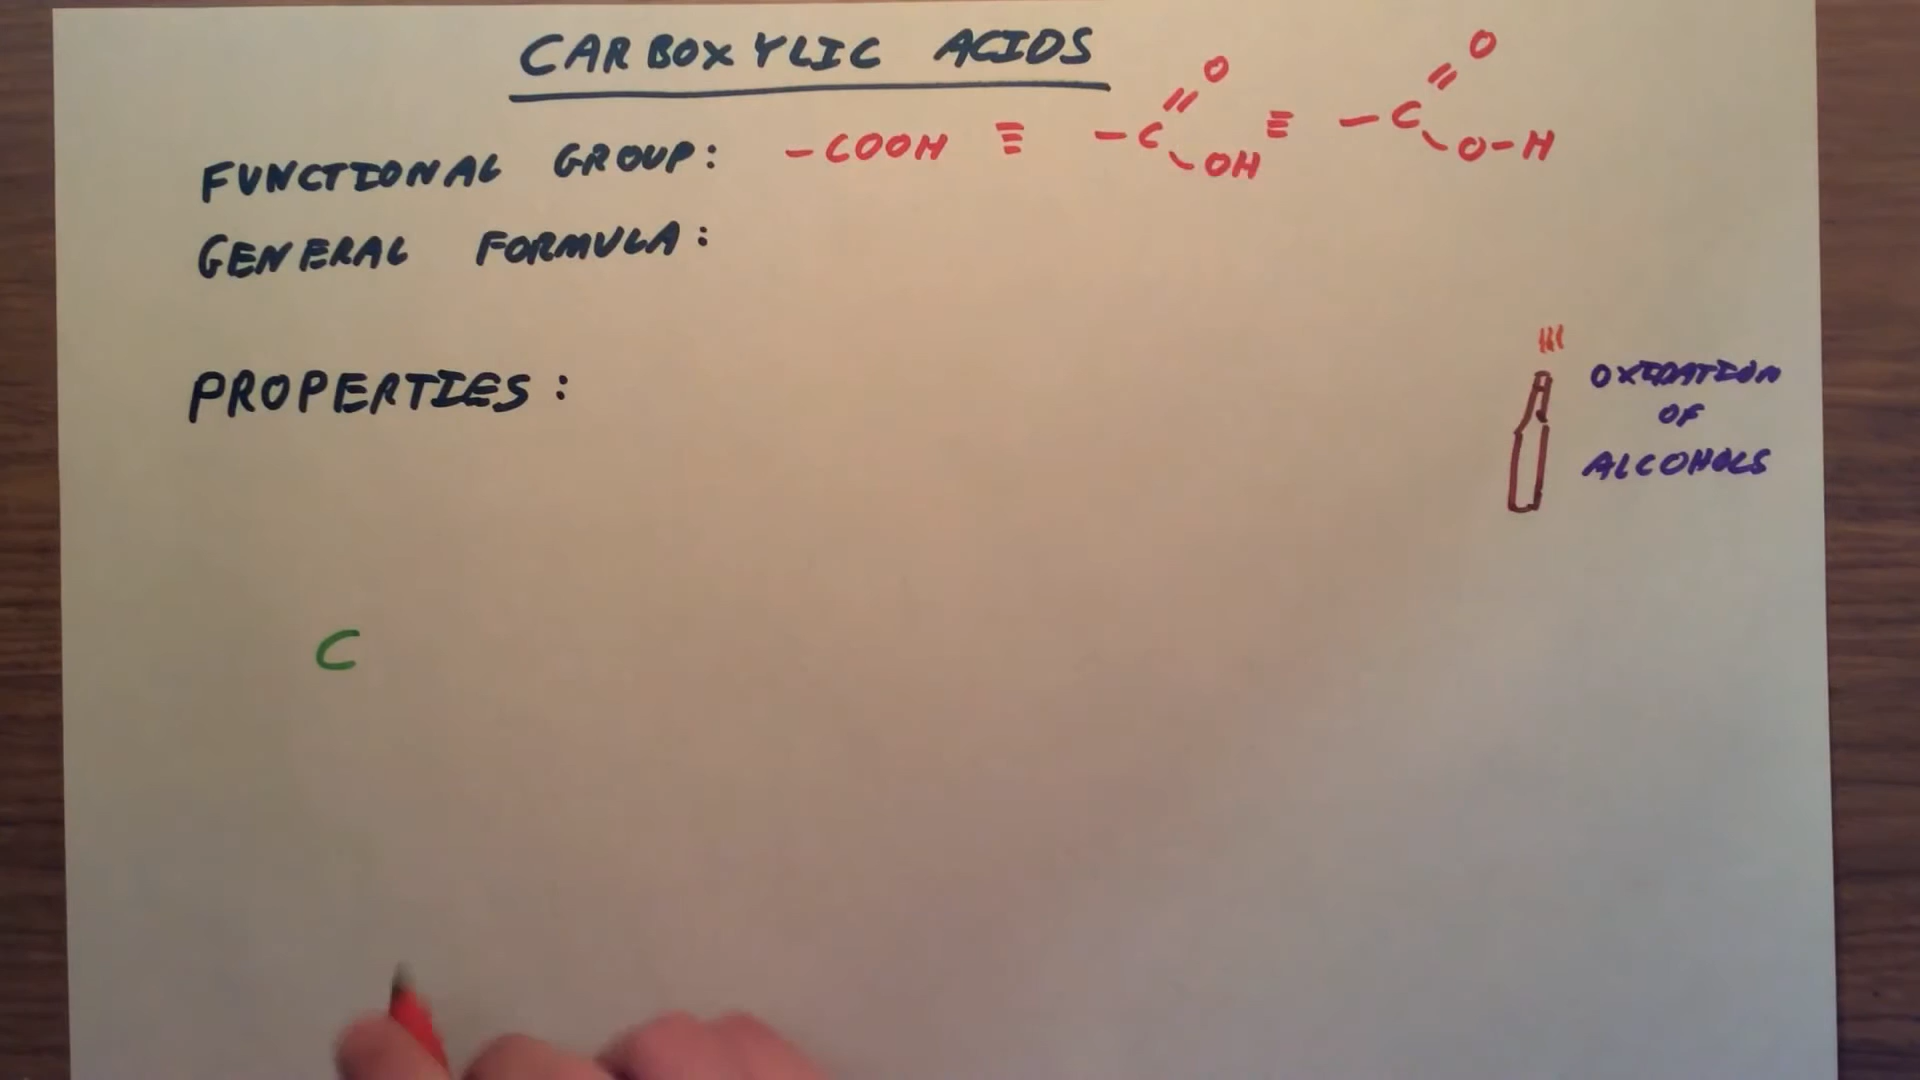 CARBOXYLIC ACIDS
FUNCTIONAL GROUP: -COOH ≡ -C//O\OH ≡ -C//O\O-H
GENERAL FORMULA:
PROPERTIES:
OXIDATION
OF
ALCOHOLS
C